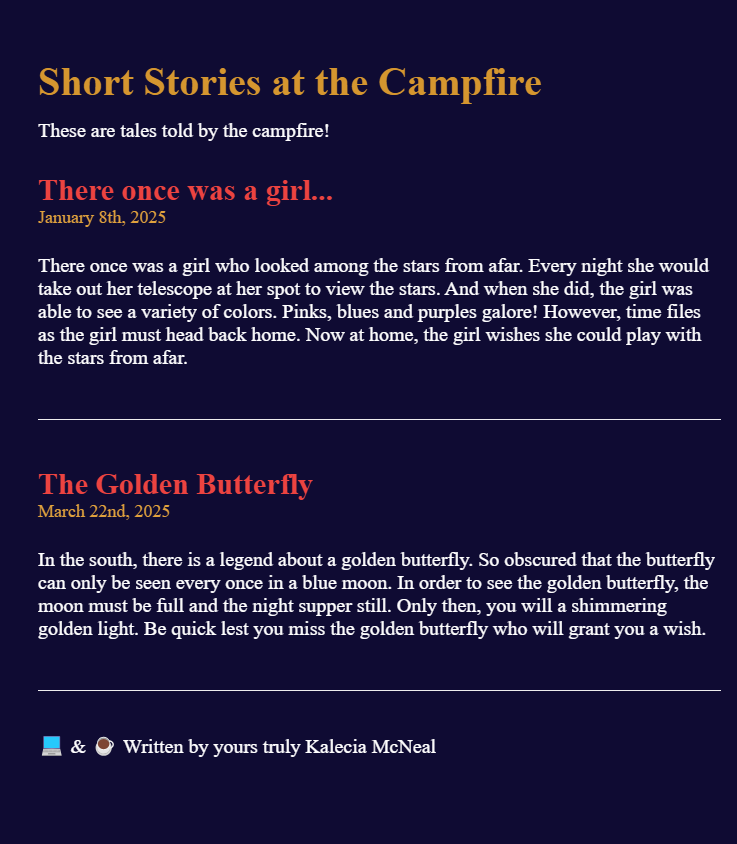 Short Stories at the Campfire
These are tales told by the campfire!
There once was a girl...
January 8th, 2025
There once was a girl who looked among the stars from afar. Every night she would
take out her telescope at her spot to view the stars. And when she did, the girl was
able to see a variety of colors. Pinks, blues and purples galore! However, time files
as the girl must head back home. Now at home, the girl wishes she could play with
the stars from afar.
The Golden Butterfly
March 22nd, 2025
In the south, there is a legend about a golden butterfly. So obscured that the butterfly
can only be seen every once in a blue moon. In order to see the golden butterfly, the
moon must be full and the night supper still. Only then, you will a shimmering
golden light. Be quick lest you miss the golden butterfly who will grant you a wish.
💻 & ☕ Written by yours truly Kalecia McNeal